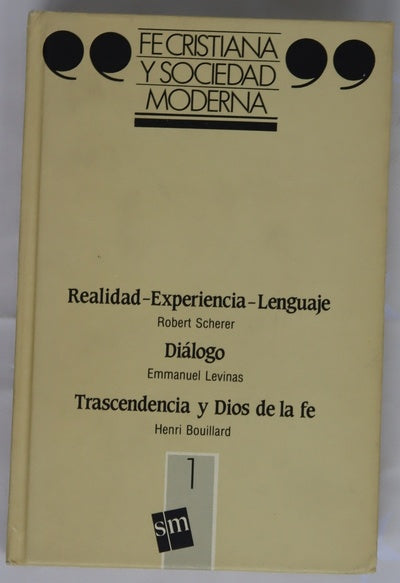 FE CRISTIANA
Y SOCIEDAD
MODERNA
Realidad-Experiencia-Lenguaje
Robert Scherer
Diálogo
Emmanuel Levinas
Trascendencia y Dios de la fe
Henri Bouillard
1
sm